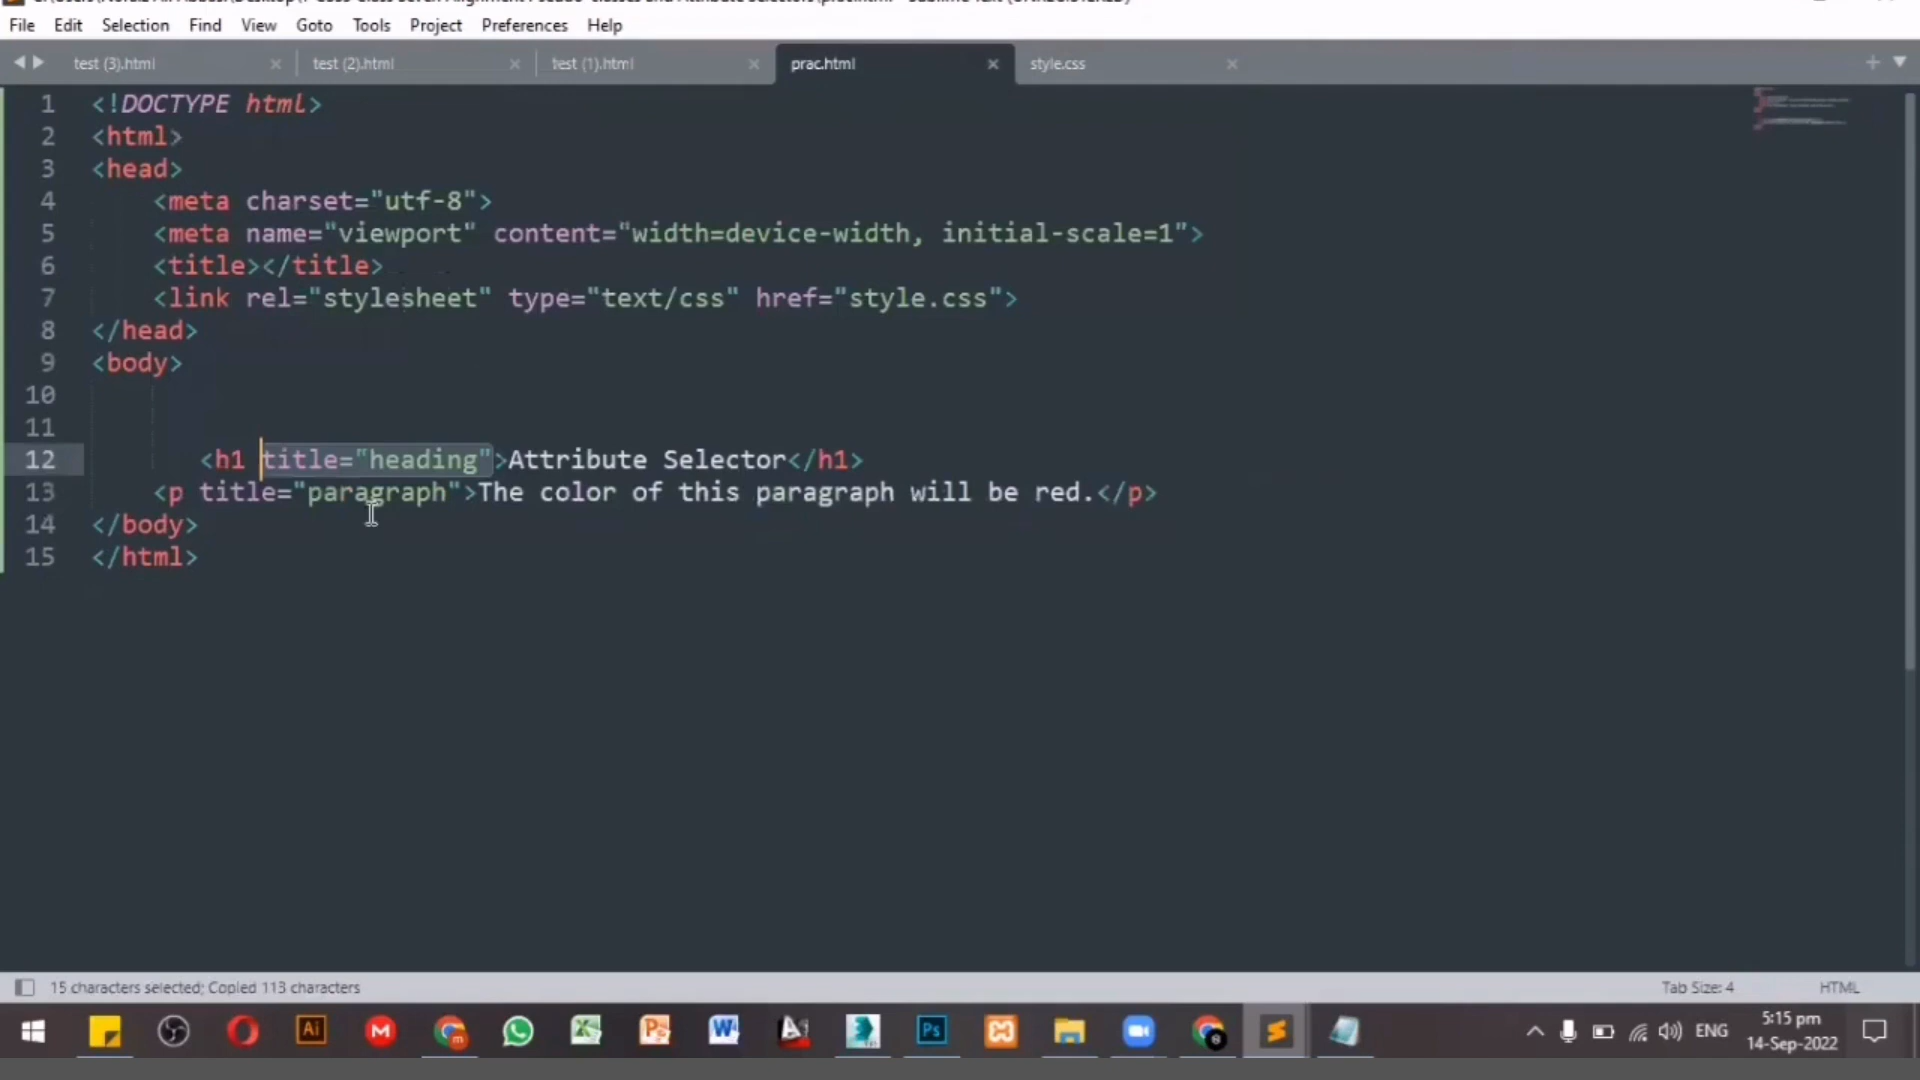 File Edit Selection Find View Goto Tools Project Preferences Help
test (3).html test (2).html test (1).html prac.html style.css
1 <!DOCTYPE html>
2 <html>
3 <head>
4 <meta charset="utf-8">
5 <meta name="viewport" content="width=device-width, initial-scale=1">
6 <title></title>
7 <link rel="stylesheet" type="text/css" href="style.css">
8 </head>
9 <body>
10
11
12 <h1 title="heading">Attribute Selector</h1>
13 <p title="paragraph">The color of this paragraph will be red.</p>
14 </body>
15 </html>
15 characters selected; Copied 113 characters Tab Size: 4 HTML
Ai M m W Ps S ENG 5:15 pm
14-Sep-2022